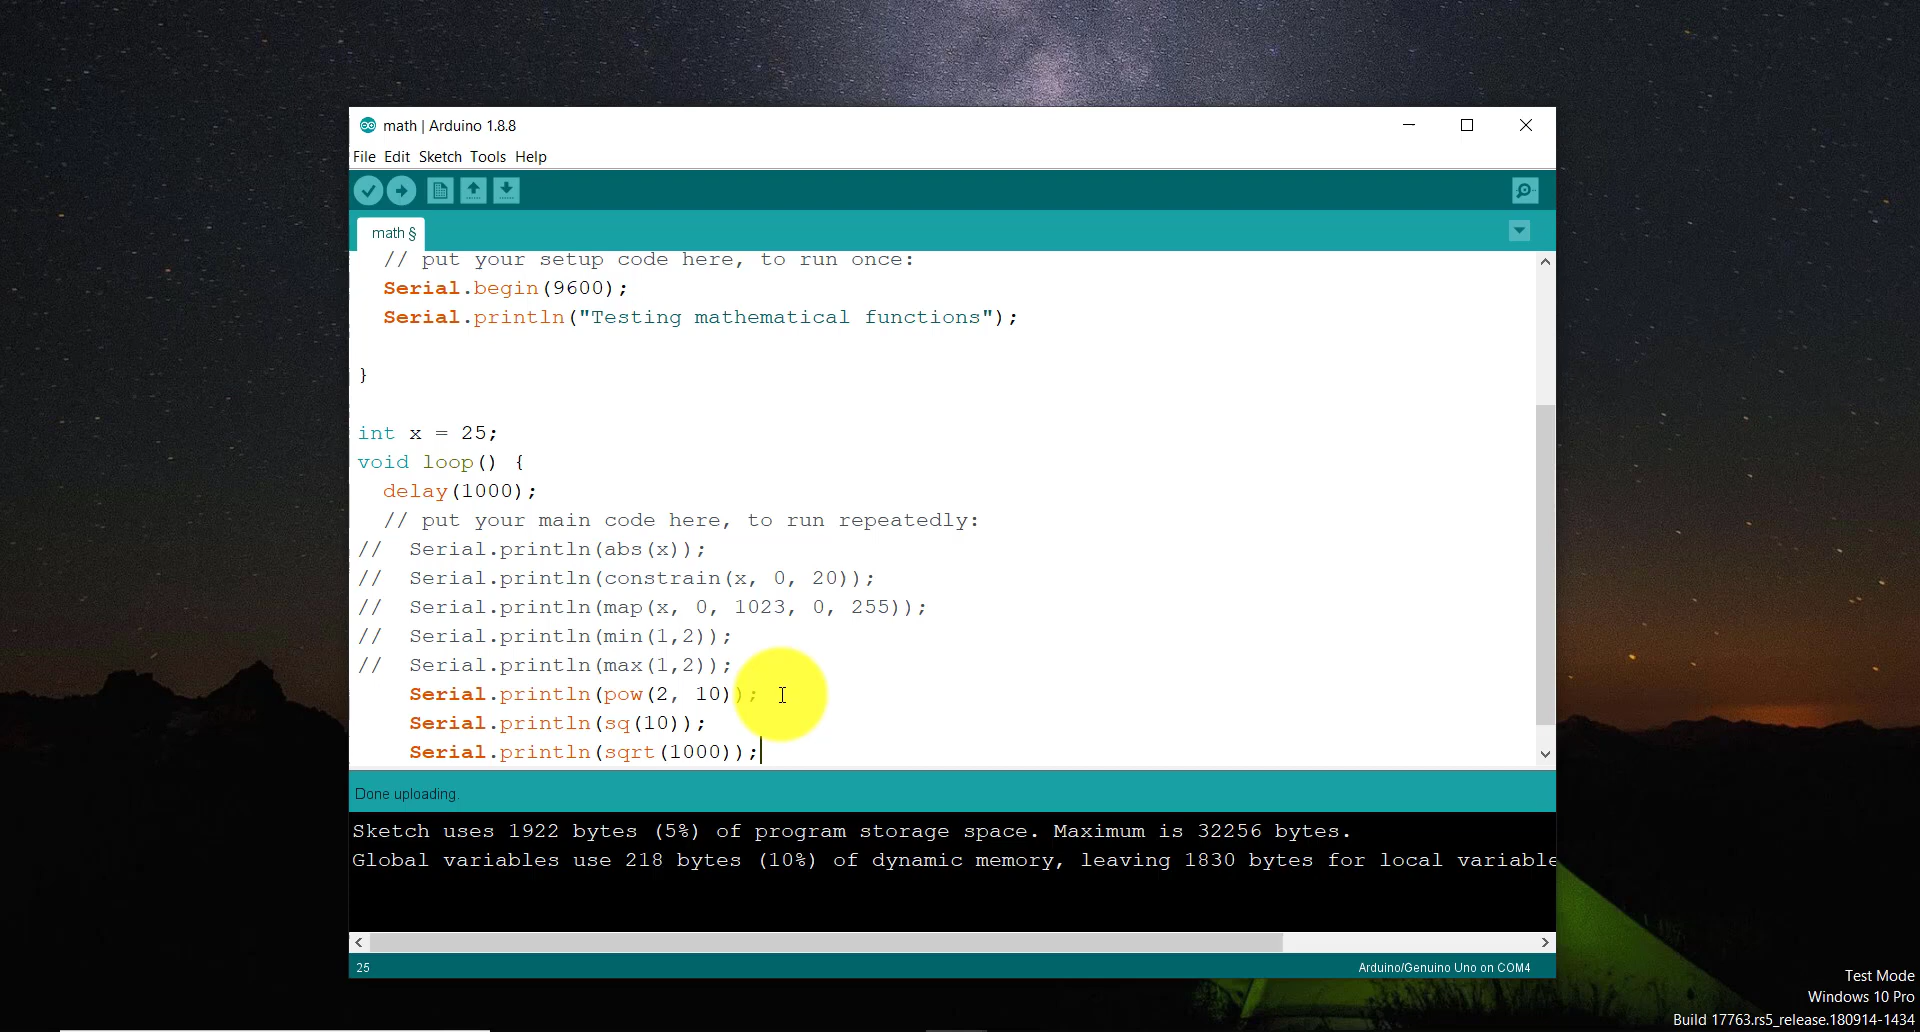 math | Arduino 1.8.8
File Edit Sketch Tools Help
math §
// put your setup code here, to run once:
Serial.begin(9600);
Serial.println("Testing mathematical functions");
}
int x = 25;
void loop() {
delay(1000);
// put your main code here, to run repeatedly:
// Serial.println(abs(x));
// Serial.println(constrain(x, 0, 20));
// Serial.println(map(x, 0, 1023, 0, 255));
// Serial.println(min(1,2));
// Serial.println(max(1,2));
Serial.println(pow(2, 10));
Serial.println(sq(10));
Serial.println(sqrt(1000));
Done uploading.
Sketch uses 1922 bytes (5%) of program storage space. Maximum is 32256 bytes.
Global variables use 218 bytes (10%) of dynamic memory, leaving 1830 bytes for local variable
25
Arduino/Genuino Uno on COM4
Test Mode
Windows 10 Pro
Build 17763.rs5_release.180914-1434